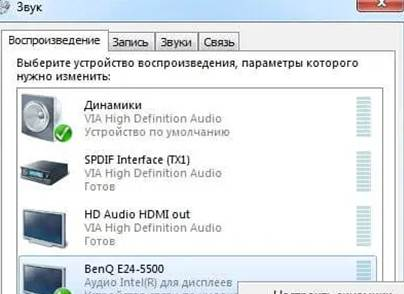 Звук
Воспроизведение Запись Звуки Связь
Выберите устройство воспроизведения, параметры которого
нужно изменить:
Динамики
VIA High Definition Audio
Устройство по умолчанию
SPDIF Interface (TX1)
VIA High Definition Audio
Готов
HD Audio HDMI out
VIA High Definition Audio
Готов
BenQ E24-5500
Аудио Intel(R) для дисплеев